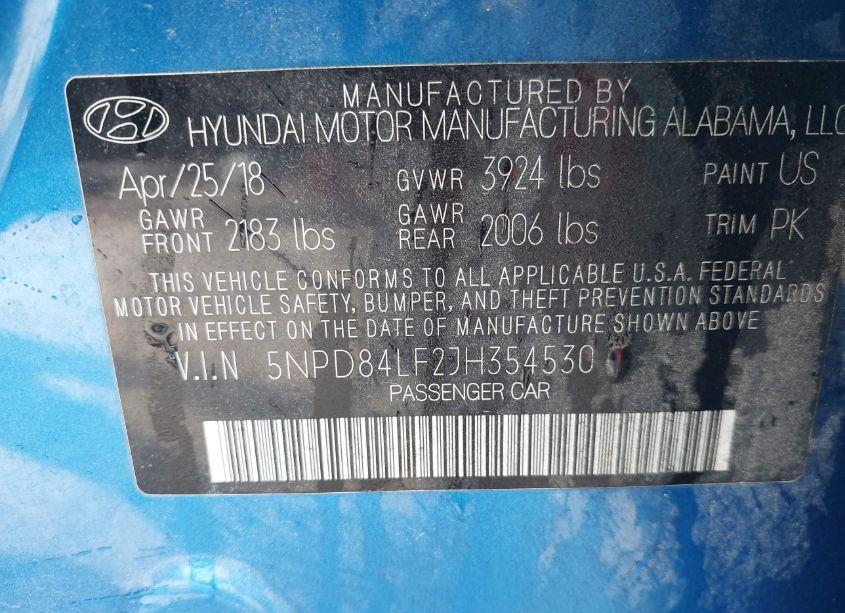 MANUFACTURED BY
HYUNDAI MOTOR MANUFACTURING ALABAMA, LLC
Apr/25/18 GVWR 3924 lbs PAINT US
GAWR FRONT 2183 lbs GAWR REAR 2006 lbs TRIM PK
THIS VEHICLE CONFORMS TO ALL APPLICABLE U.S.A. FEDERAL
MOTOR VEHICLE SAFETY, BUMPER, AND THEFT PREVENTION STANDARDS
IN EFFECT ON THE DATE OF MANUFACTURE SHOWN ABOVE
V.I.N 5NPD84LF2JH354530
PASSENGER CAR